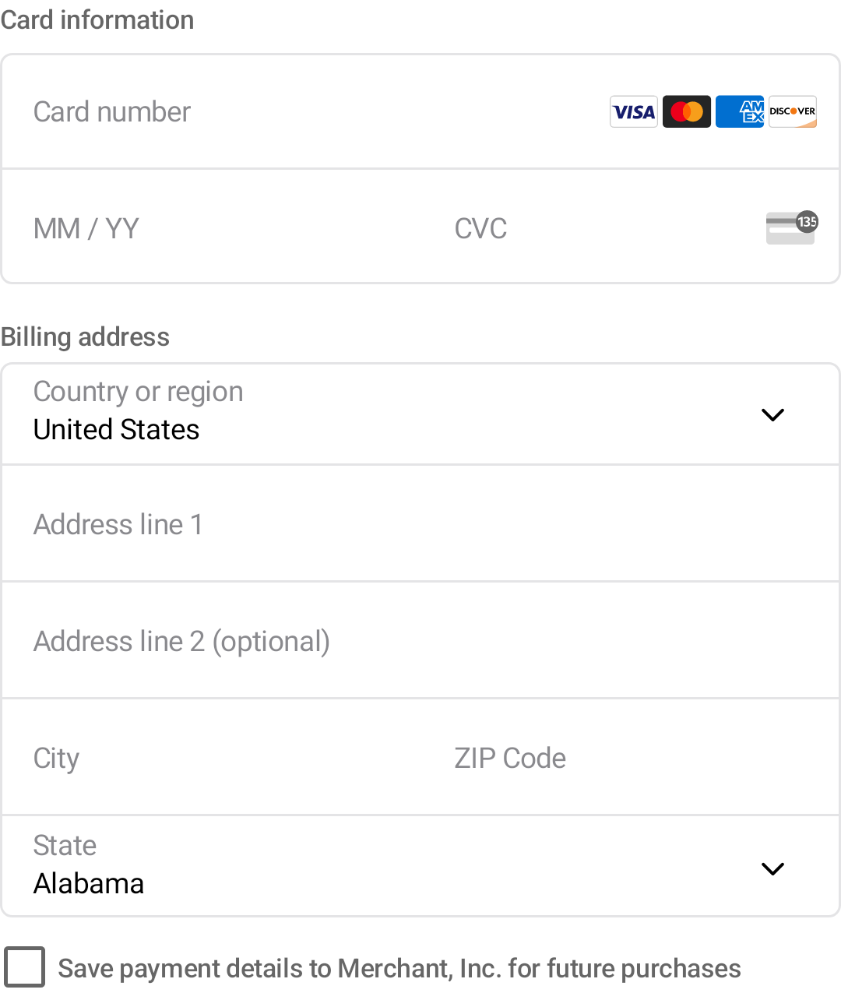 Card information
Card number VISA AM EX DISCOVER
MM / YY CVC 135
Billing address
Country or region
United States
Address line 1
Address line 2 (optional)
City ZIP Code
State
Alabama
Save payment details to Merchant, Inc. for future purchases